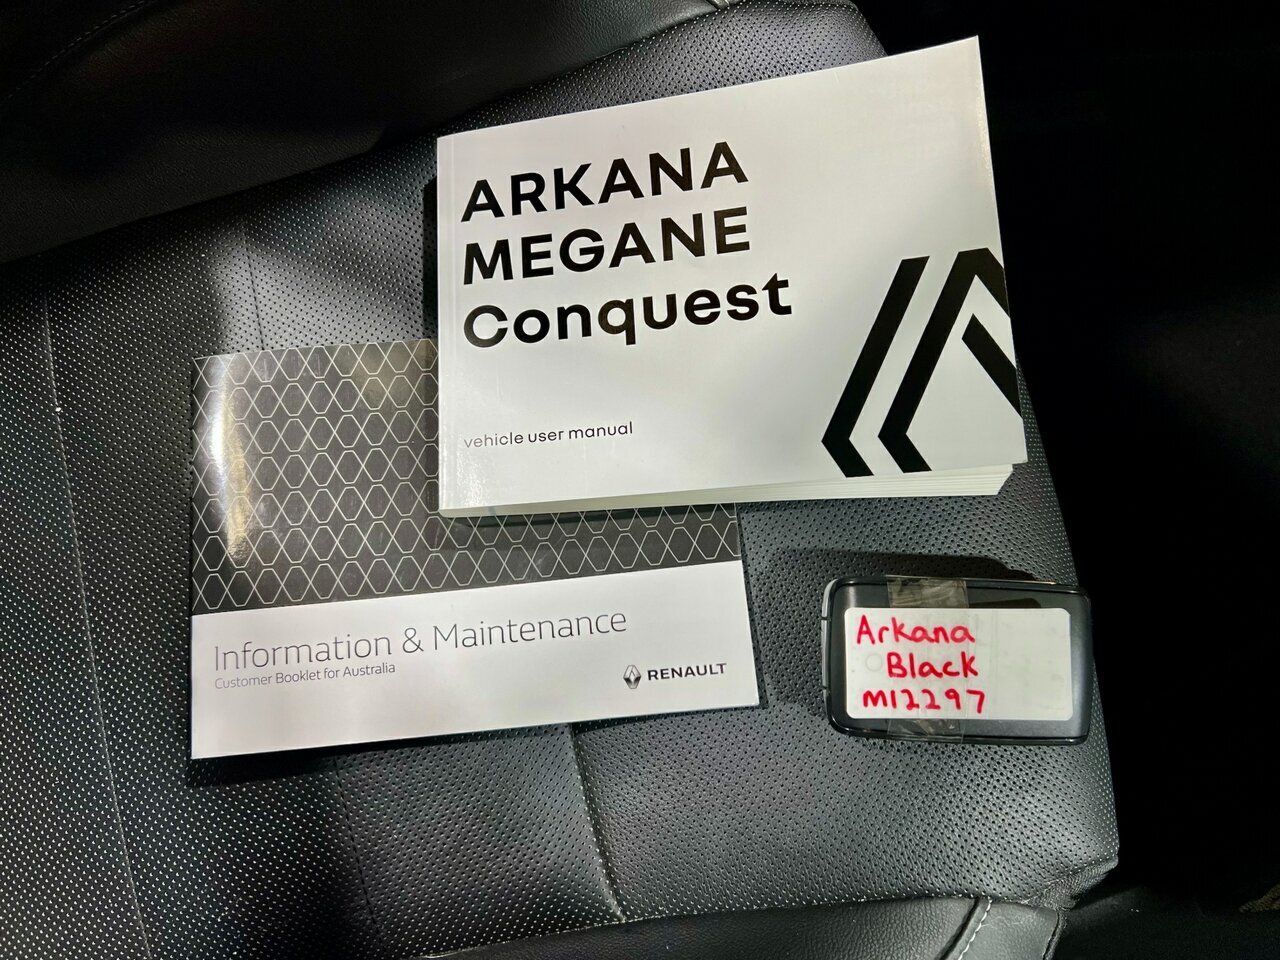 ARKANA
MEGANE
Conquest
vehicle user manual
Information & Maintenance
Customer Booklet for Australia
RENAULT
Arkana
Black
M12297